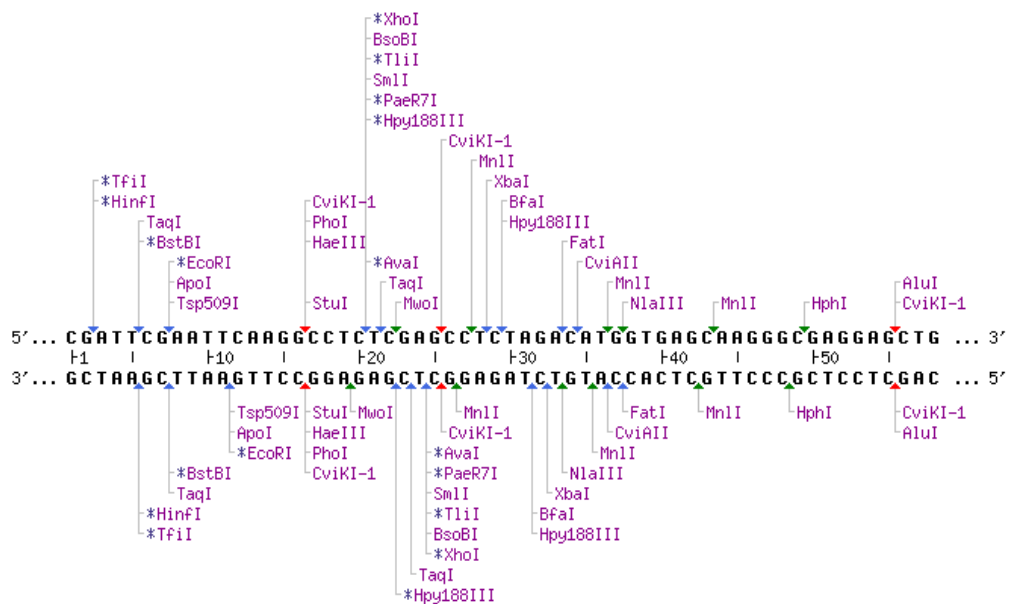 *XhoI
BsoBI
*TliI
SmlI
*PaeR7I
*Hpy188III
CviKI-1
MnlI
*TfiI XbaI
*HinfI CviKI-1 BfaI
TaqI PhoI Hpy188III
*BstBI HaeIII FatI
*EcoRI *AvaI CviAII
ApoI TaqI MnlI AluI
Tsp509I StuI MwoI NlaIII MnlI HphI CviKI-1
5′... CGATTCGAATTCAAGGCCTCTCGAGCCTCTAGACATGGTGAGCAAGGGCGAGGAGCTG ... 3′
1 10 20 30 40 50
3′... GCTAAGCTTAAGTTCCGGAGAGCTCGGAGATCTGTACCACTCGTTCCCGCTCCTCGAC ... 5′
Tsp509I StuI MwoI MnlI FatI MnlI HphI CviKI-1
ApoI HaeIII CviKI-1 CviAII AluI
*EcoRI PhoI *AvaI MnlI
*BstBI CviKI-1 *PaeR7I NlaIII
TaqI SmlI XbaI
*HinfI *TliI BfaI
*TfiI BsoBI Hpy188III
*XhoI
TaqI
*Hpy188III